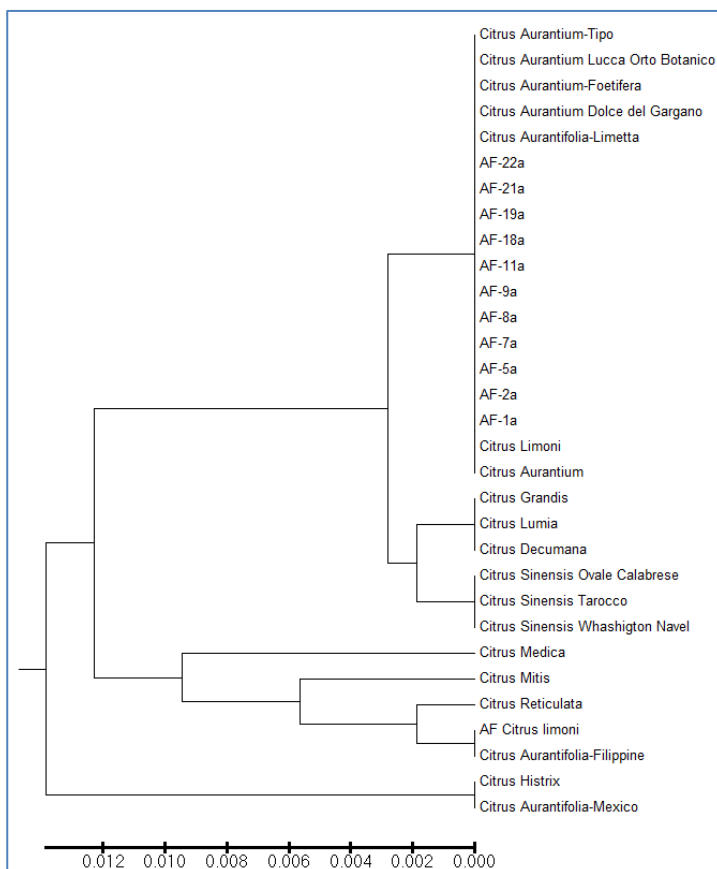 Citrus Aurantium-Tipo
Citrus Aurantium Lucca Orto Botanico
Citrus Aurantium-Foetifera
Citrus Aurantium Dolce del Gargano
Citrus Aurantifolia-Limetta
AF-22a
AF-21a
AF-19a
AF-18a
AF-11a
AF-9a
AF-8a
AF-7a
AF-5a
AF-2a
AF-1a
Citrus Limoni
Citrus Aurantium
Citrus Grandis
Citrus Lumia
Citrus Decumana
Citrus Sinensis Ovale Calabrese
Citrus Sinensis Tarocco
Citrus Sinensis Whashigton Navel
Citrus Medica
Citrus Mitis
Citrus Reticulata
AF Citrus limoni
Citrus Aurantifolia-Filippine
Citrus Histrix
Citrus Aurantifolia-Mexico
0.012 0.010 0.008 0.006 0.004 0.002 0.000